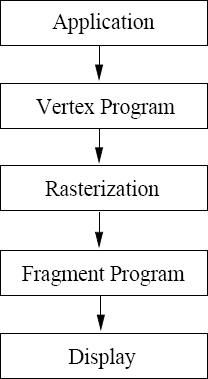 Application
Vertex Program
Rasterization
Fragment Program
Display